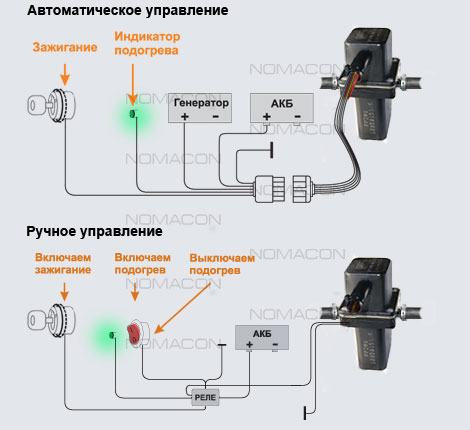 Автоматическое управление
Зажигание
Индикатор
подогрева
NOMACON
Генератор
+ −
АКБ
+ −
NOMACON
NOMACON
Ручное управление
NOMACON
Включаем
зажигание
Включаем
подогрев
Выключаем
подогрев
−
АКБ
+ −
РЕЛЕ
NOMACON